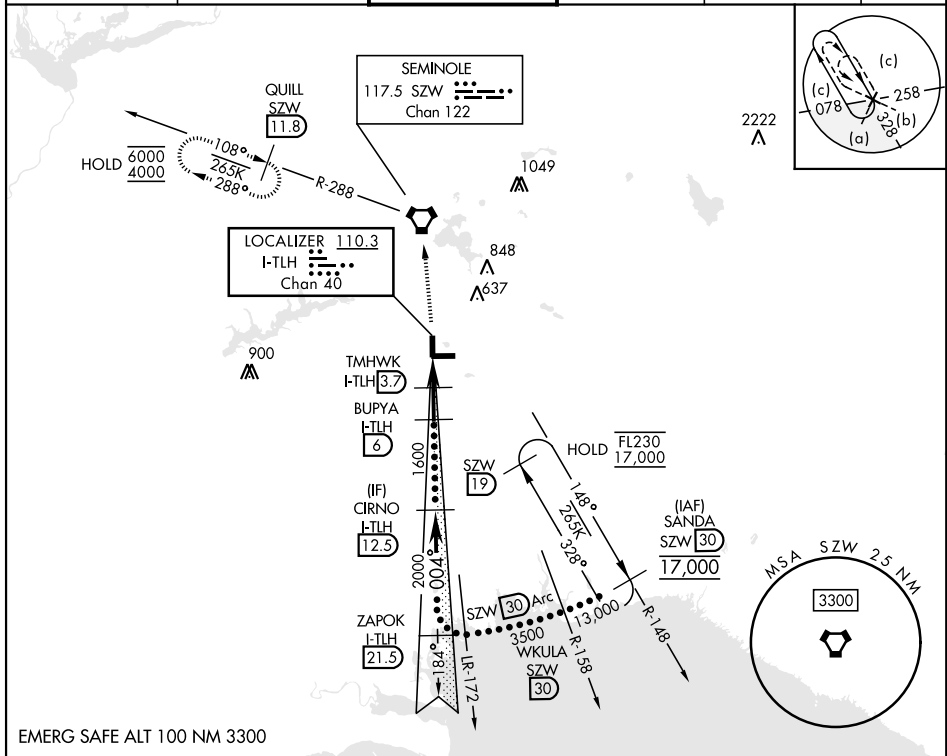 SEMINOLE
117.5 SZW
Chan 122
QUILL
SZW
11.8
HOLD 6000
4000
108°
265K
288°
R-288
(c)
(c)
258
078
(b)
(a)
328
2222
1049
LOCALIZER 110.3
I-TLH
Chan 40
848
637
900
TMHWK
I-TLH 3.7
BUPYA
I-TLH
6
1600
(IF)
CIRNO
I-TLH
12.5
2000
004°
ZAPOK
I-TLH
21.5
184°
LR-172
SZW
19
HOLD FL230
17,000
148°
265K
328°
(IAF)
SANDA
SZW 30
17,000
SZW 30 Arc
3500
13,000
WKULA
SZW
30
R-158
R-148
MSA SZW 25 NM
3300
EMERG SAFE ALT 100 NM 3300